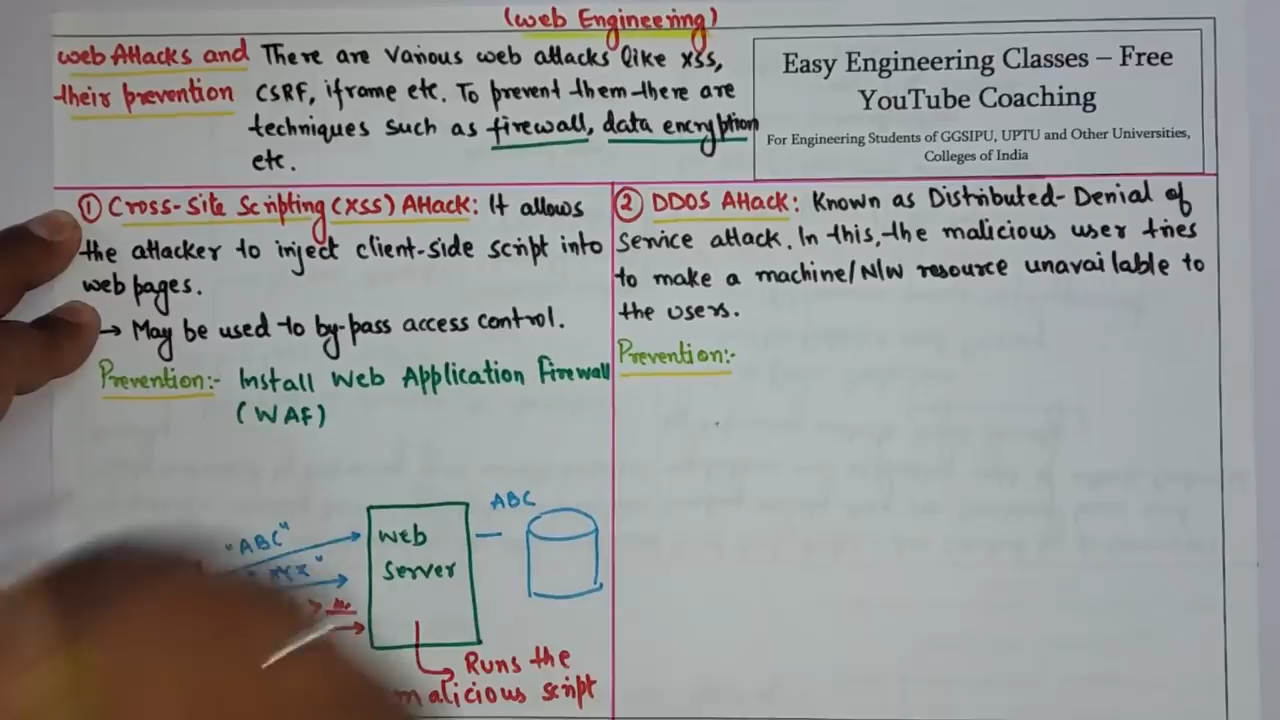 (Web Engineering)
Web Attacks and There are Various web attacks like XSS,
their prevention CSRF, iframe etc. To prevent them there are
techniques such as firewall, data encryption
etc.
Easy Engineering Classes – Free
YouTube Coaching
For Engineering Students of GGSIPU, UPTU and Other Universities,
Colleges of India
① Cross-Site Scripting (XSS) Attack: It allows
the attacker to inject client-side script into
web pages.
→ May be used to by-pass access control.
Prevention:- Install Web Application Firewall
(WAF)
"ABC"
Web
Server
ABC
Runs the
malicious script
② DDOS Attack: Known as Distributed-Denial of
Service attack. In this, the malicious user tries
to make a machine/N/W resource unavailable to
the users.
Prevention:-